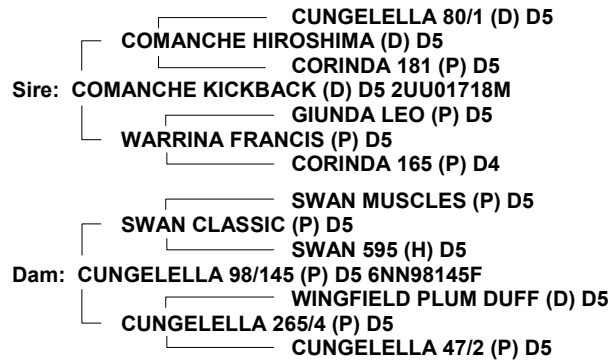 CUNGELELLA 80/1 (D) D5
COMANCHE HIROSHIMA (D) D5
CORINDA 181 (P) D5
Sire: COMANCHE KICKBACK (D) D5 2UU01718M
GIUNDA LEO (P) D5
WARRINA FRANCIS (P) D5
CORINDA 165 (P) D4
SWAN MUSCLES (P) D5
SWAN CLASSIC (P) D5
SWAN 595 (H) D5
Dam: CUNGELELLA 98/145 (P) D5 6NN98145F
WINGFIELD PLUM DUFF (D) D5
CUNGELELLA 265/4 (P) D5
CUNGELELLA 47/2 (P) D5